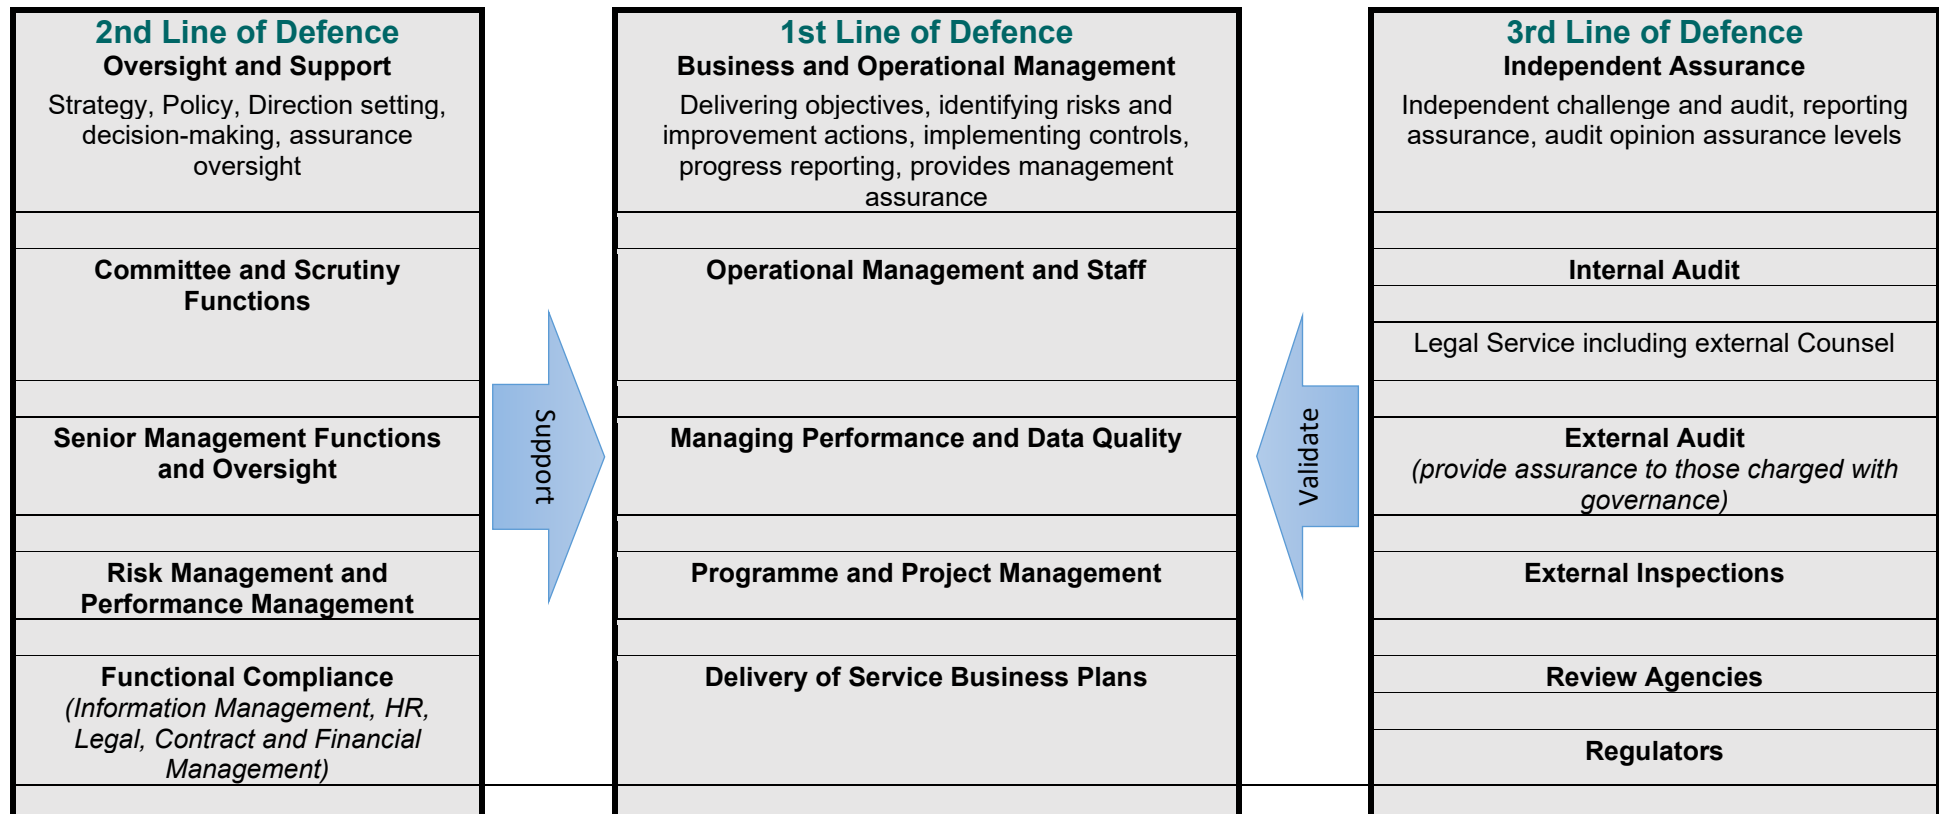 2nd Line of Defence
Oversight and Support
Strategy, Policy, Direction setting,
decision-making, assurance
oversight
Committee and Scrutiny
Functions
Senior Management Functions
and Oversight
Risk Management and
Performance Management
Functional Compliance
(Information Management, HR,
Legal, Contract and Financial
Management)
Support
1st Line of Defence
Business and Operational Management
Delivering objectives, identifying risks and
improvement actions, implementing controls,
progress reporting, provides management
assurance
Operational Management and Staff
Managing Performance and Data Quality
Programme and Project Management
Delivery of Service Business Plans
Validate
3rd Line of Defence
Independent Assurance
Independent challenge and audit, reporting
assurance, audit opinion assurance levels
Internal Audit
Legal Service including external Counsel
External Audit
(provide assurance to those charged with
governance)
External Inspections
Review Agencies
Regulators